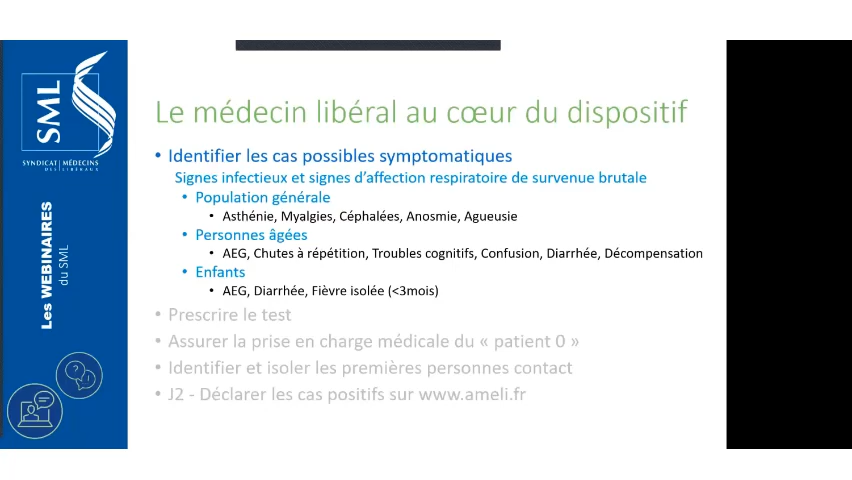 SML
SYNDICAT | MÉDECINS
DES LIBÉRAUX
Les WEBINAIRES
du SML
Le médecin libéral au cœur du dispositif
• Identifier les cas possibles symptomatiques
Signes infectieux et signes d'affection respiratoire de survenue brutale
• Population générale
• Asthénie, Myalgies, Céphalées, Anosmie, Agueusie
• Personnes âgées
• AEG, Chutes à répétition, Troubles cognitifs, Confusion, Diarrhée, Décompensation
• Enfants
• AEG, Diarrhée, Fièvre isolée (<3mois)
• Prescrire le test
• Assurer la prise en charge médicale du « patient 0 »
• Identifier et isoler les premières personnes contact
• J2 - Déclarer les cas positifs sur www.ameli.fr